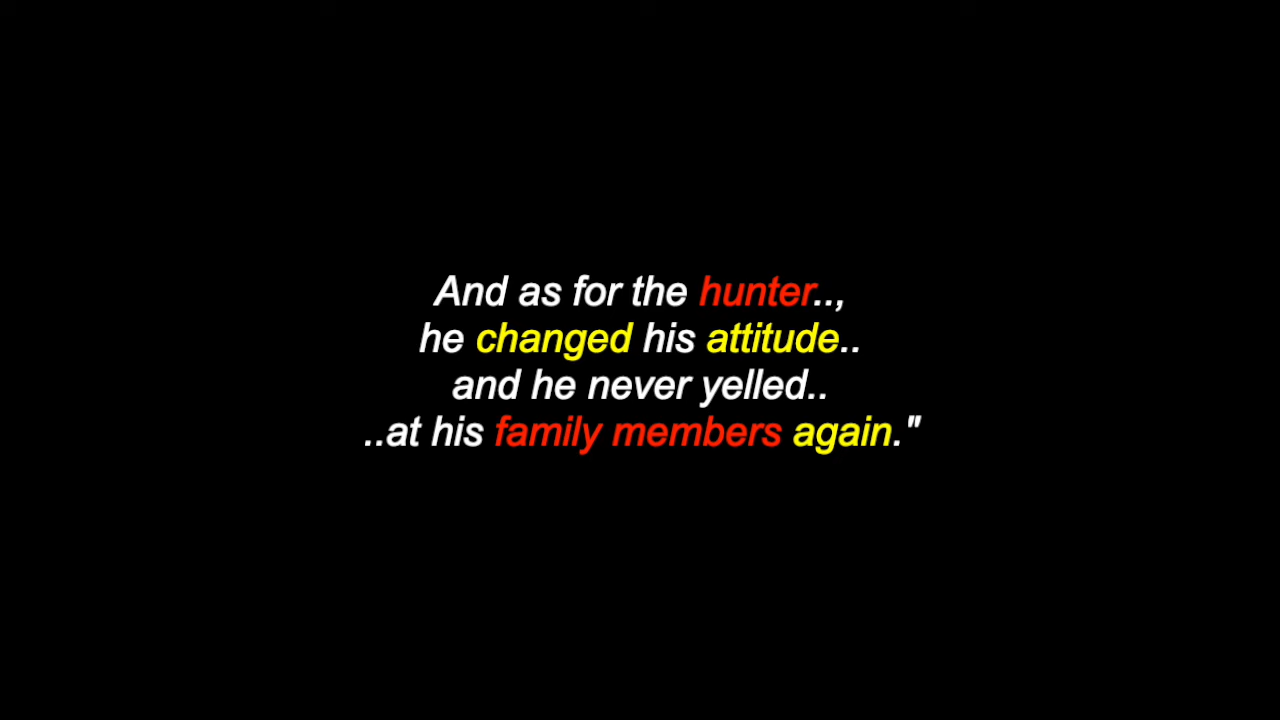 And as for the hunter..,
he changed his attitude..
and he never yelled..
..at his family members again."